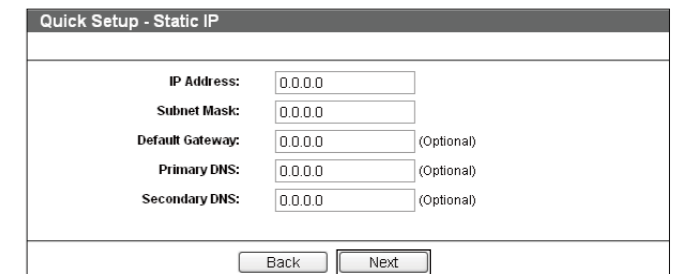 Quick Setup - Static IP
IP Address: 0.0.0.0
Subnet Mask: 0.0.0.0
Default Gateway: 0.0.0.0 (Optional)
Primary DNS: 0.0.0.0 (Optional)
Secondary DNS: 0.0.0.0 (Optional)
Back Next